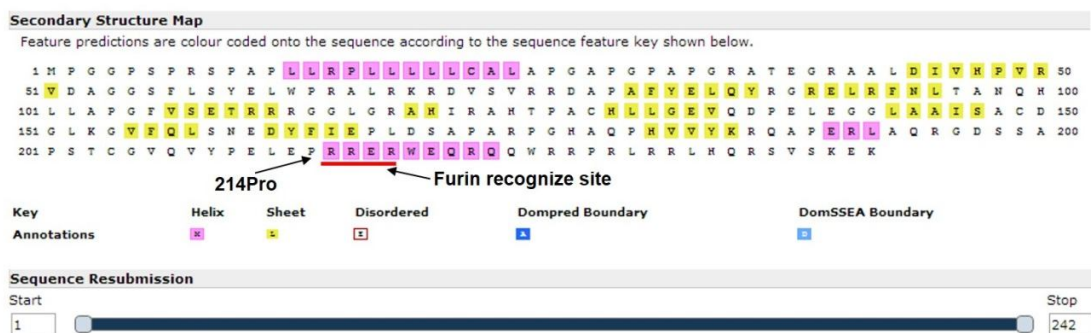 Secondary Structure Map
Feature predictions are colour coded onto the sequence according to the sequence feature key shown below.
1 M P G G P S P R S P A P L L R P L L L L L C A L A P G A P G P A P G R A T E G R A A L D I V H P V R 50
51 V D A G G S F L S Y E L W P R A L R K R D V S V R R D A P A F Y E L Q Y R G R E L R F N L T A N Q H 100
101 L L A P G F V S E T R R R G G L G R A H I R A H T P A C H L L G E V Q D P E L E G G L A A I S A C D 150
151 G L K G V F Q L S N E D Y F I E P L D S A P A R P G H A Q P H V V Y K R Q A P E R L A Q R G D S S A 200
201 P S T C G V Q V Y P E L E P R R E R W E Q R Q Q W R R P R L R R L H Q R S V S K E K
214Pro Furin recognize site
Key Helix Sheet Disordered Dompred Boundary DomSSEA Boundary
Annotations A D
Sequence Resubmission
Start Stop
1 242